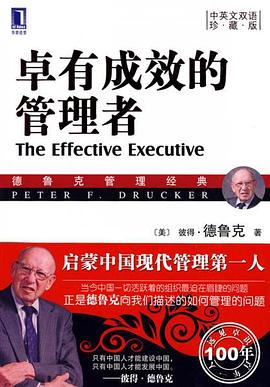 中英文双语
珍·藏·版
华章经管
卓有成效的
管理者
The Effective Executive
德鲁克管理经典
PETER F. DRUCKER
[美] 彼得·德鲁克 著
启蒙中国现代管理第一人
当今中国一切活跃着的组织最迫在眉睫的问题
正是德鲁克向我们描述的如何管理的问题
100年
只有中国人才能建设中国,
只有中国人才能发展中国。
——彼得·德鲁克